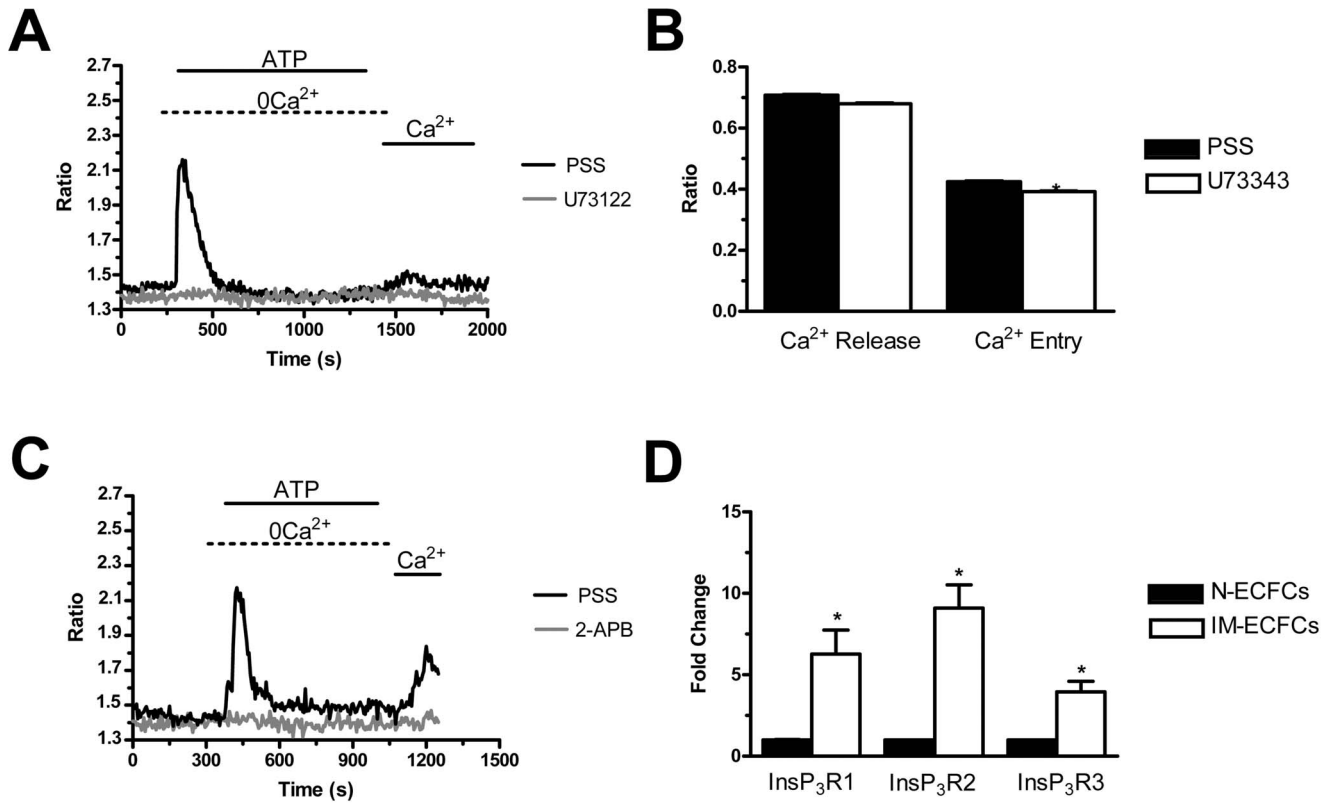 A
ATP
0Ca²⁺
Ca²⁺
2.7
2.5
2.3
2.1
1.9
1.7
1.5
1.3
Ratio
0 500 1000 1500 2000
Time (s)
PSS
U73122
B
0.8
0.6
0.4
0.2
0.0
Ratio
*
Ca²⁺ Release Ca²⁺ Entry
PSS
U73343
C
ATP
0Ca²⁺
Ca²⁺
2.7
2.5
2.3
2.1
1.9
1.7
1.5
1.3
Ratio
0 300 600 900 1200 1500
Time (s)
PSS
2-APB
D
15
10
5
0
Fold Change
* * *
InsP₃R1 InsP₃R2 InsP₃R3
N-ECFCs
IM-ECFCs